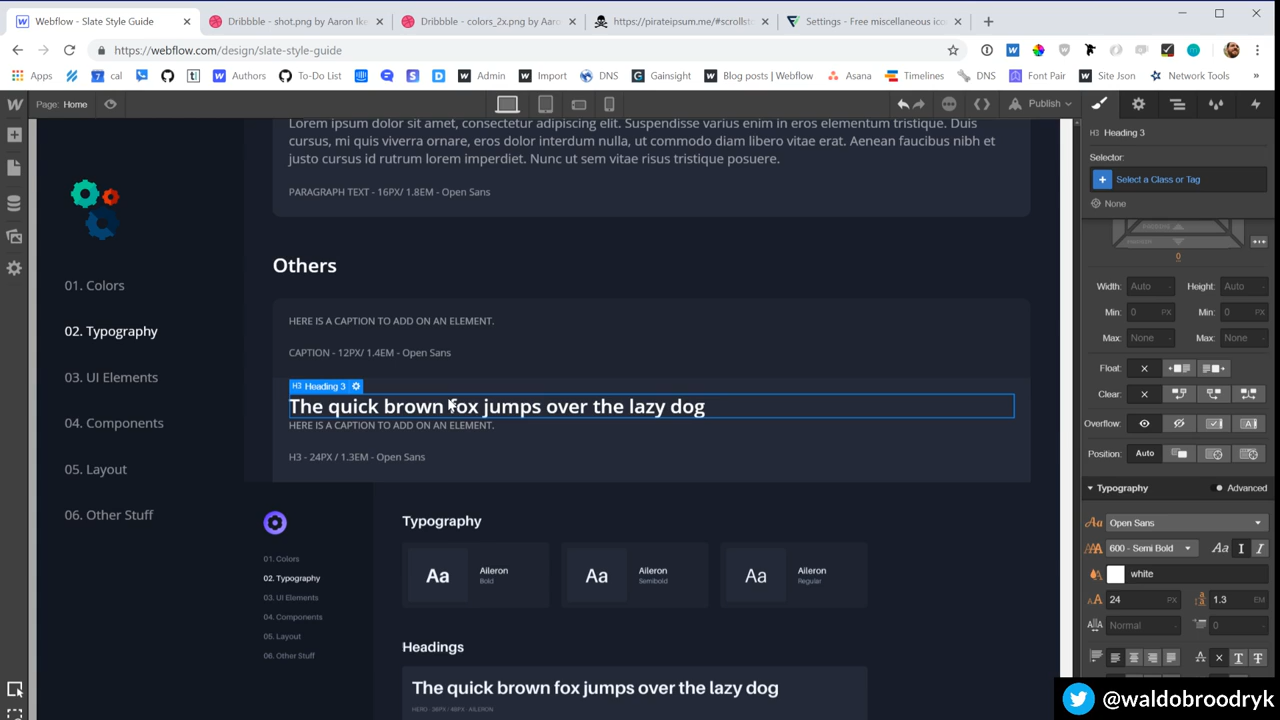 Webflow - Slate Style Guide
Dribbble - shot.png by Aaron Ike
Dribbble - colors_2x.png by Aaro
https://pirateipsum.me/#scrollsto
Settings - Free miscellaneous ico
https://webflow.com/design/slate-style-guide
Apps
cal
Authors
To-Do List
DNS
Admin
Import
DNS
Gainsight
Blog posts | Webflow
Asana
Timelines
DNS
Font Pair
Site Json
Network Tools
Page: Home
Publish
H3 Heading 3
Selector:
Select a Class or Tag
None
Lorem ipsum dolor sit amet, consectetur adipiscing elit. Suspendisse varius enim in eros elementum tristique. Duis
cursus, mi quis viverra ornare, eros dolor interdum nulla, ut commodo diam libero vitae erat. Aenean faucibus nibh et
justo cursus id rutrum lorem imperdiet. Nunc ut sem vitae risus tristique posuere.
PARAGRAPH TEXT - 16PX/ 1.8EM - Open Sans
01. Colors
02. Typography
03. UI Elements
04. Components
05. Layout
06. Other Stuff
Others
HERE IS A CAPTION TO ADD ON AN ELEMENT.
CAPTION - 12PX/ 1.4EM - Open Sans
H3 Heading 3
The quick brown fox jumps over the lazy dog
HERE IS A CAPTION TO ADD ON AN ELEMENT.
H3 - 24PX / 1.3EM - Open Sans
01. Colors
02. Typography
03. UI Elements
04. Components
05. Layout
06. Other Stuff
Typography
Aa Aileron
Bold
Aa Aileron
Semibold
Aa Aileron
Regular
Headings
The quick brown fox jumps over the lazy dog
PADDING
0
Width: Auto - Height: Auto -
Min: 0 PX Min: 0 PX
Max: None - Max: None -
Float:
Clear:
Overflow:
Position: Auto
Typography Advanced
Open Sans
600 - Semi Bold
white
24 PX 1.3 EM
Normal - 0 -
@waldobroodryk